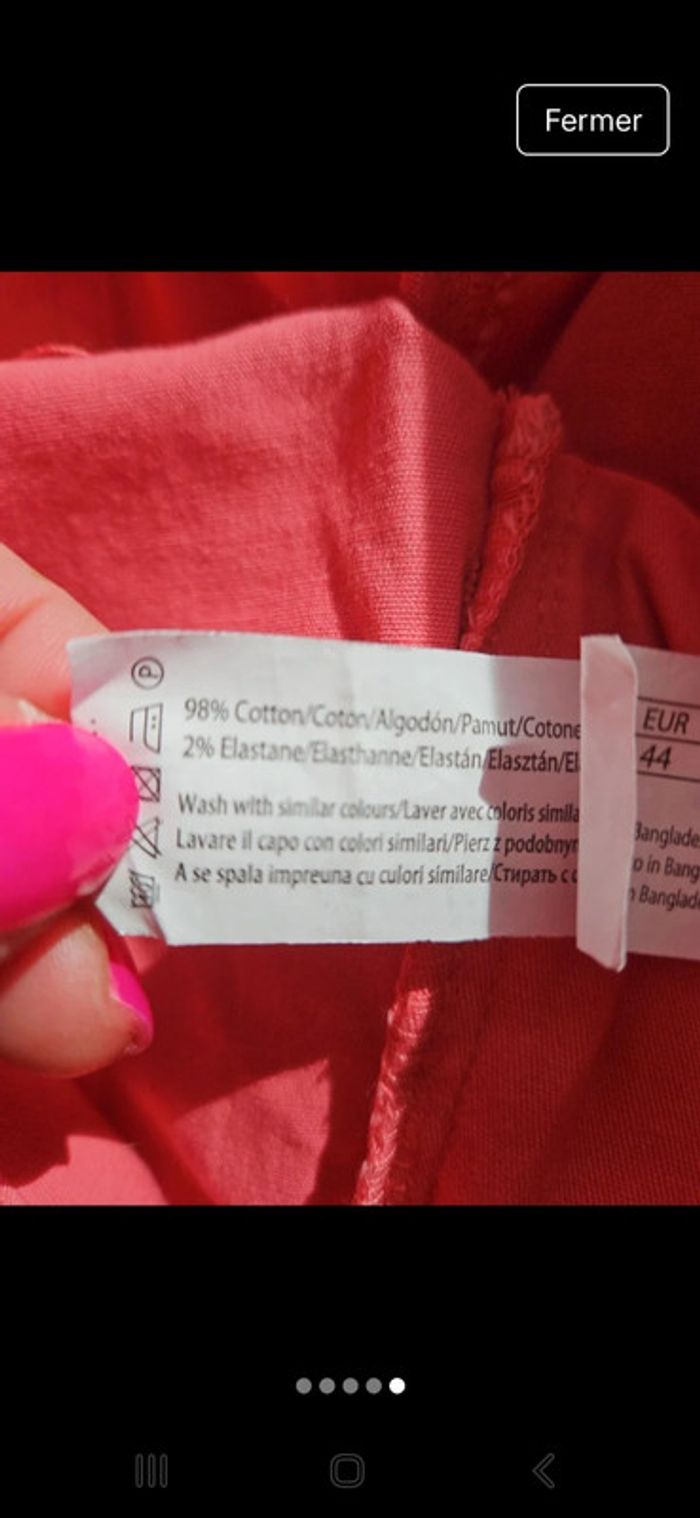 Fermer
P
98% Cotton/Coton/Algodón/Pamut/Cotone
2% Elastane/Elasthanne/Elastán/Elasztán/El
Wash with similar colours/Laver avec coloris simila
Lavare il capo con colori similari/Pierz z podobnym
A se spala impreuna cu culori similare/Стирать с
EUR
44
Banglade
o in Bang
n Banglade